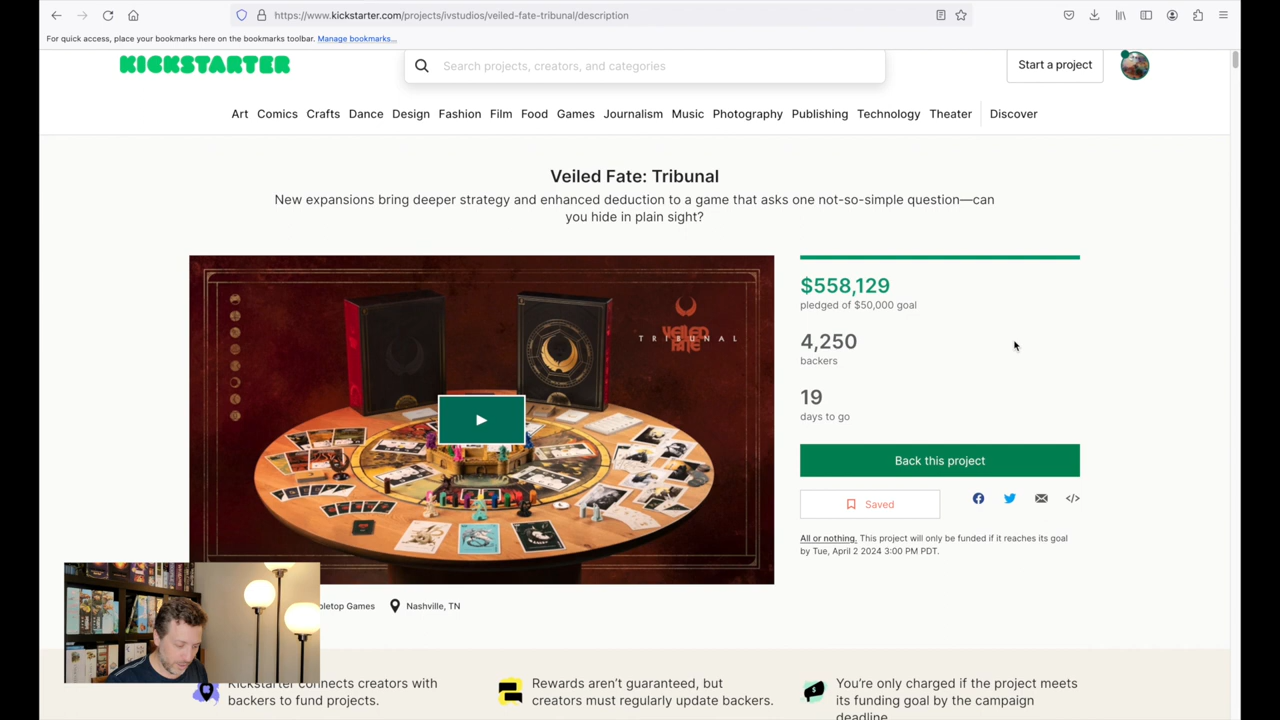 https://www.kickstarter.com/projects/ivstudios/veiled-fate-tribunal/description
For quick access, place your bookmarks here on the bookmarks toolbar. Manage bookmarks...
KICKSTARTER
Search projects, creators, and categories
Start a project
Art Comics Crafts Dance Design Fashion Film Food Games Journalism Music Photography Publishing Technology Theater Discover
Veiled Fate: Tribunal
New expansions bring deeper strategy and enhanced deduction to a game that asks one not-so-simple question—can
you hide in plain sight?
VEILED
TRIBUNAL
FATE
$558,129
pledged of $50,000 goal
4,250
backers
19
days to go
Back this project
Saved
All or nothing. This project will only be funded if it reaches its goal
by Tue, April 2 2024 3:00 PM PDT.
Games
Nashville, TN
Kickstarter connects creators with
backers to fund projects.
Rewards aren't guaranteed, but
creators must regularly update backers.
You're only charged if the project meets
its funding goal by the campaign
deadline.